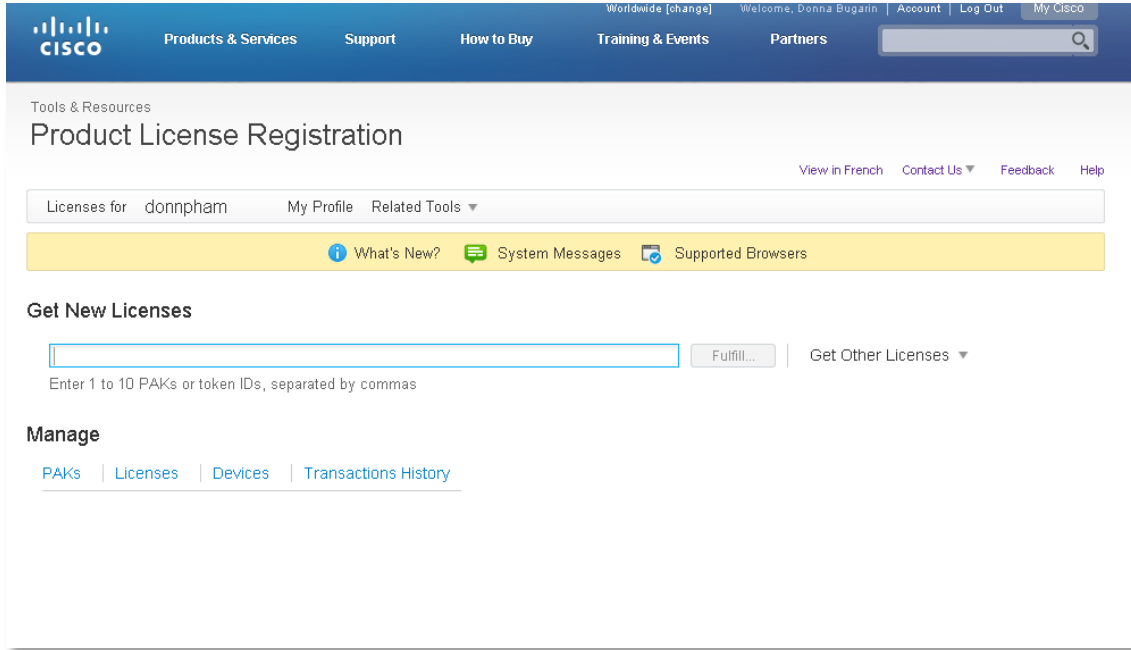 Worldwide [change] Welcome, Donna Bugarin Account Log Out My Cisco
CISCO Products & Services Support How to Buy Training & Events Partners
Tools & Resources
Product License Registration
View in French Contact Us Feedback Help
Licenses for donnpham My Profile Related Tools
What's New? System Messages Supported Browsers
Get New Licenses
Fulfill... Get Other Licenses
Enter 1 to 10 PAKs or token IDs, separated by commas
Manage
PAKs Licenses Devices Transactions History